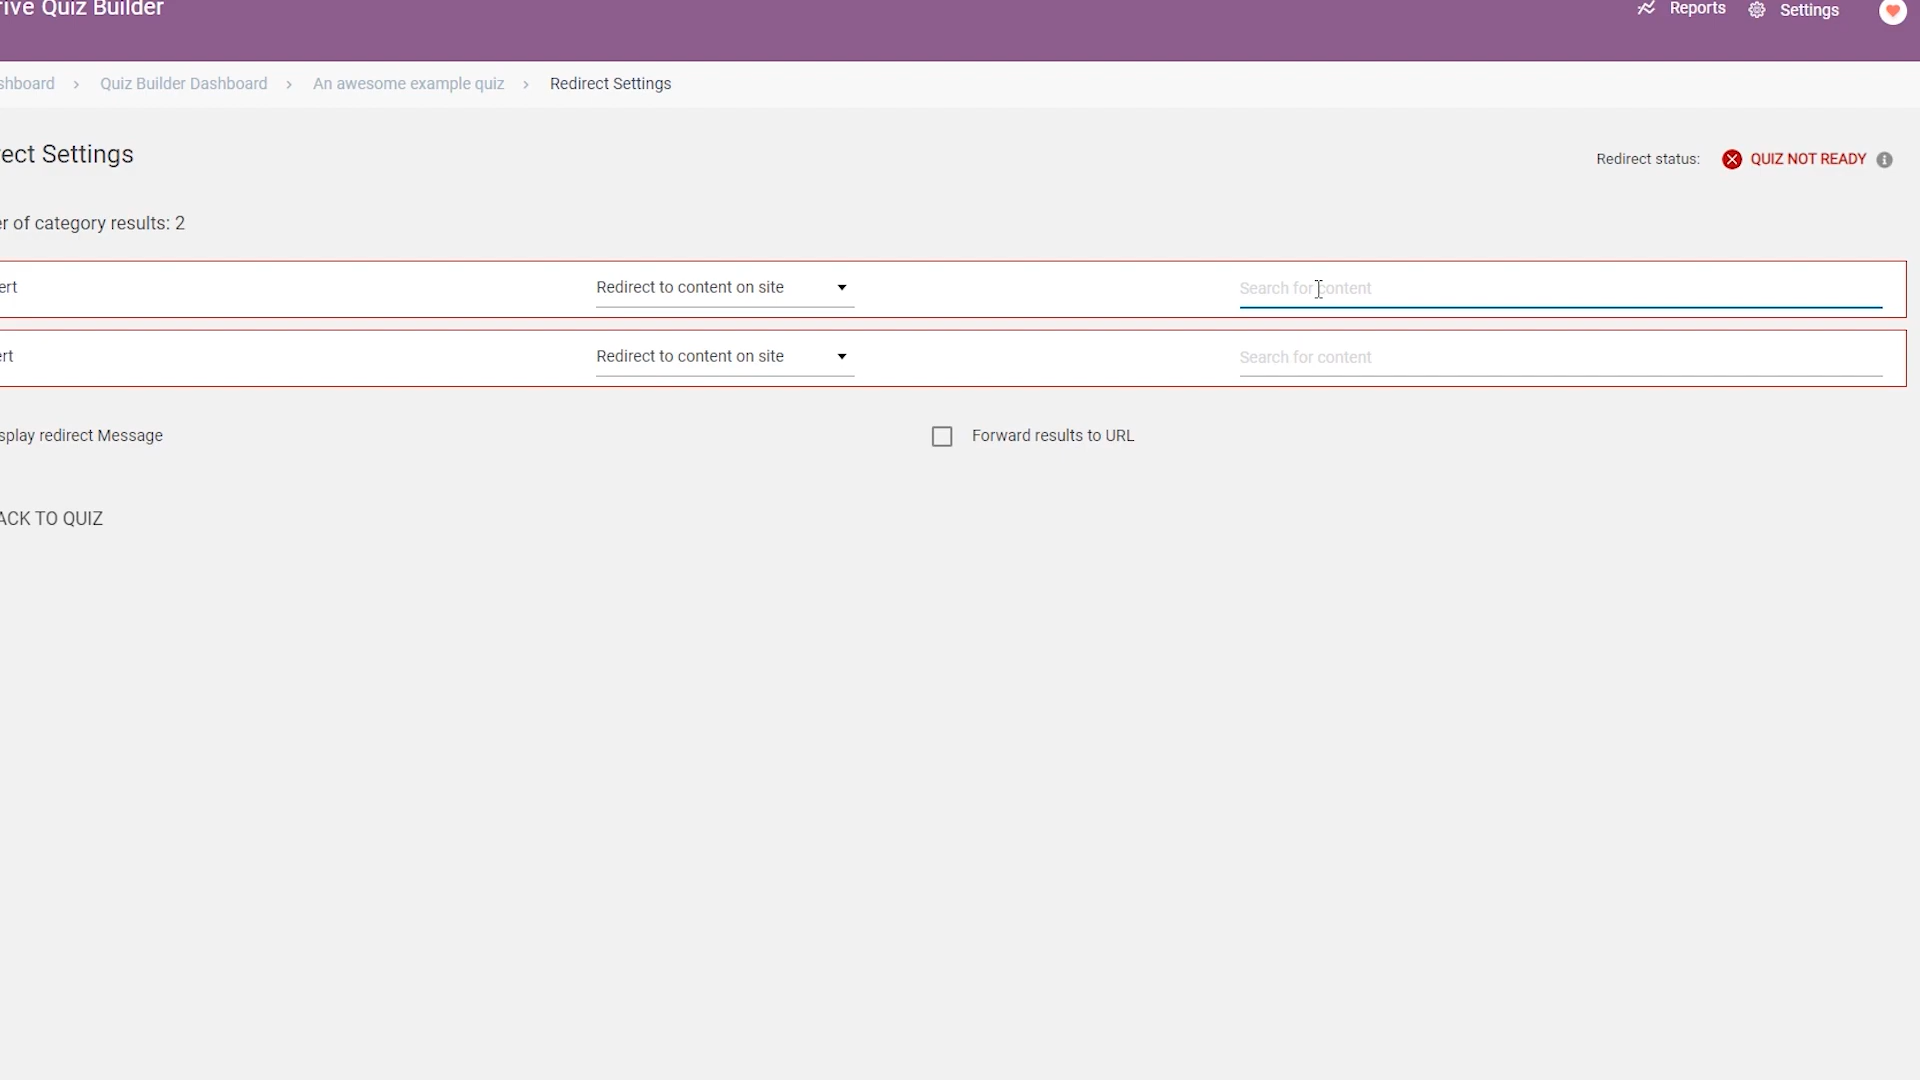 rive Quiz Builder
Reports
Settings
shboard > Quiz Builder Dashboard > An awesome example quiz > Redirect Settings
rect Settings
Redirect status: QUIZ NOT READY
er of category results: 2
ert
Redirect to content on site
Search for content
ert
Redirect to content on site
Search for content
splay redirect Message
Forward results to URL
ACK TO QUIZ